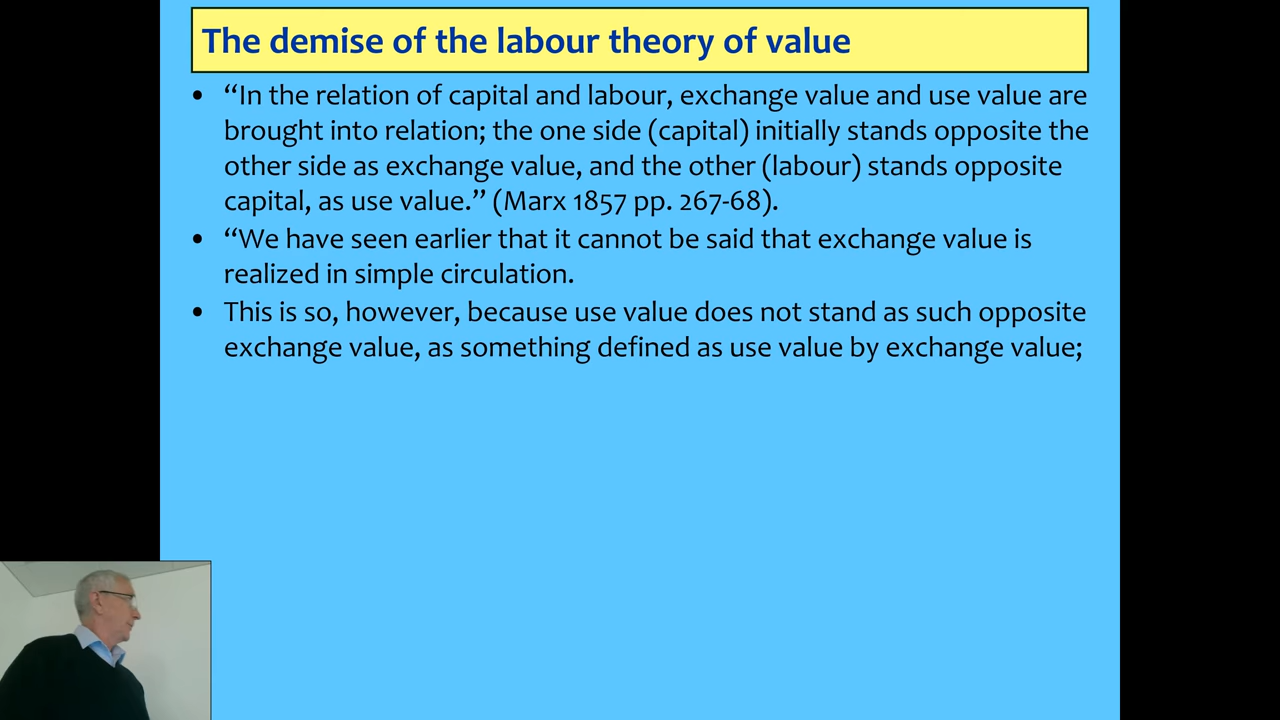 The demise of the labour theory of value
• “In the relation of capital and labour, exchange value and use value are
brought into relation; the one side (capital) initially stands opposite the
other side as exchange value, and the other (labour) stands opposite
capital, as use value.” (Marx 1857 pp. 267-68).
• “We have seen earlier that it cannot be said that exchange value is
realized in simple circulation.
• This is so, however, because use value does not stand as such opposite
exchange value, as something defined as use value by exchange value;